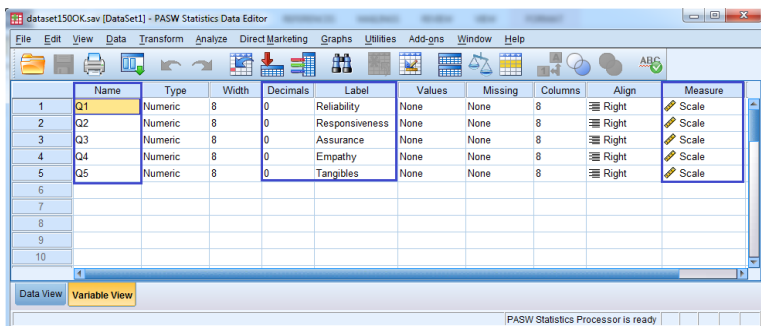 dataset150OK.sav [DataSet1] - PASW Statistics Data Editor
File Edit View Data Transform Analyze Direct Marketing Graphs Utilities Add-ons Window Help
Name Type Width Decimals Label Values Missing Columns Align Measure
1 Q1 Numeric 8 0 Reliability None None 8 Right Scale
2 Q2 Numeric 8 0 Responsiveness None None 8 Right Scale
3 Q3 Numeric 8 0 Assurance None None 8 Right Scale
4 Q4 Numeric 8 0 Empathy None None 8 Right Scale
5 Q5 Numeric 8 0 Tangibles None None 8 Right Scale
6
7
8
9
10
Data View Variable View
PASW Statistics Processor is ready